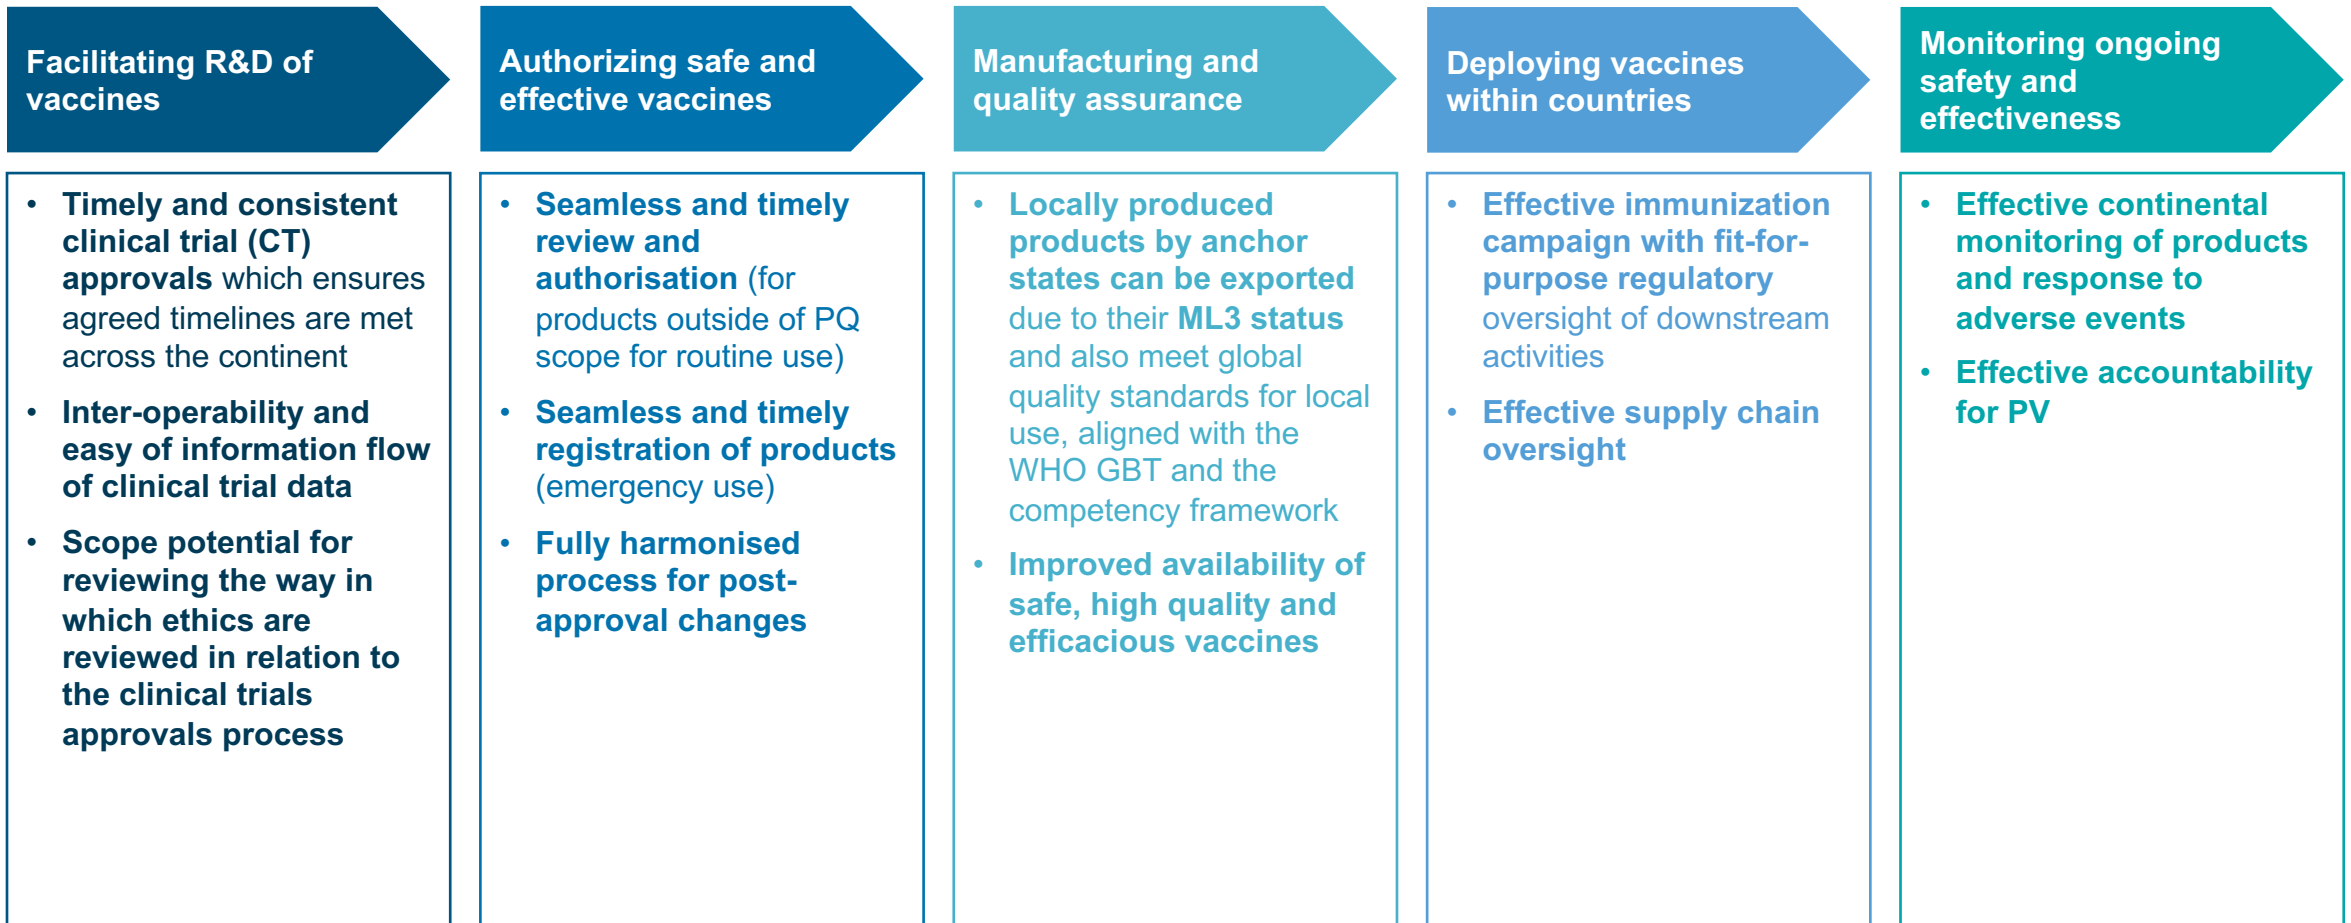 Facilitating R&D of
vaccines
• Timely and consistent
clinical trial (CT)
approvals which ensures
agreed timelines are met
across the continent
• Inter-operability and
easy of information flow
of clinical trial data
• Scope potential for
reviewing the way in
which ethics are
reviewed in relation to
the clinical trials
approvals process
Authorizing safe and
effective vaccines
• Seamless and timely
review and
authorisation (for
products outside of PQ
scope for routine use)
• Seamless and timely
registration of products
(emergency use)
• Fully harmonised
process for post-
approval changes
Manufacturing and
quality assurance
• Locally produced
products by anchor
states can be exported
due to their ML3 status
and also meet global
quality standards for local
use, aligned with the
WHO GBT and the
competency framework
• Improved availability of
safe, high quality and
efficacious vaccines
Deploying vaccines
within countries
• Effective immunization
campaign with fit-for-
purpose regulatory
oversight of downstream
activities
• Effective supply chain
oversight
Monitoring ongoing
safety and
effectiveness
• Effective continental
monitoring of products
and response to
adverse events
• Effective accountability
for PV